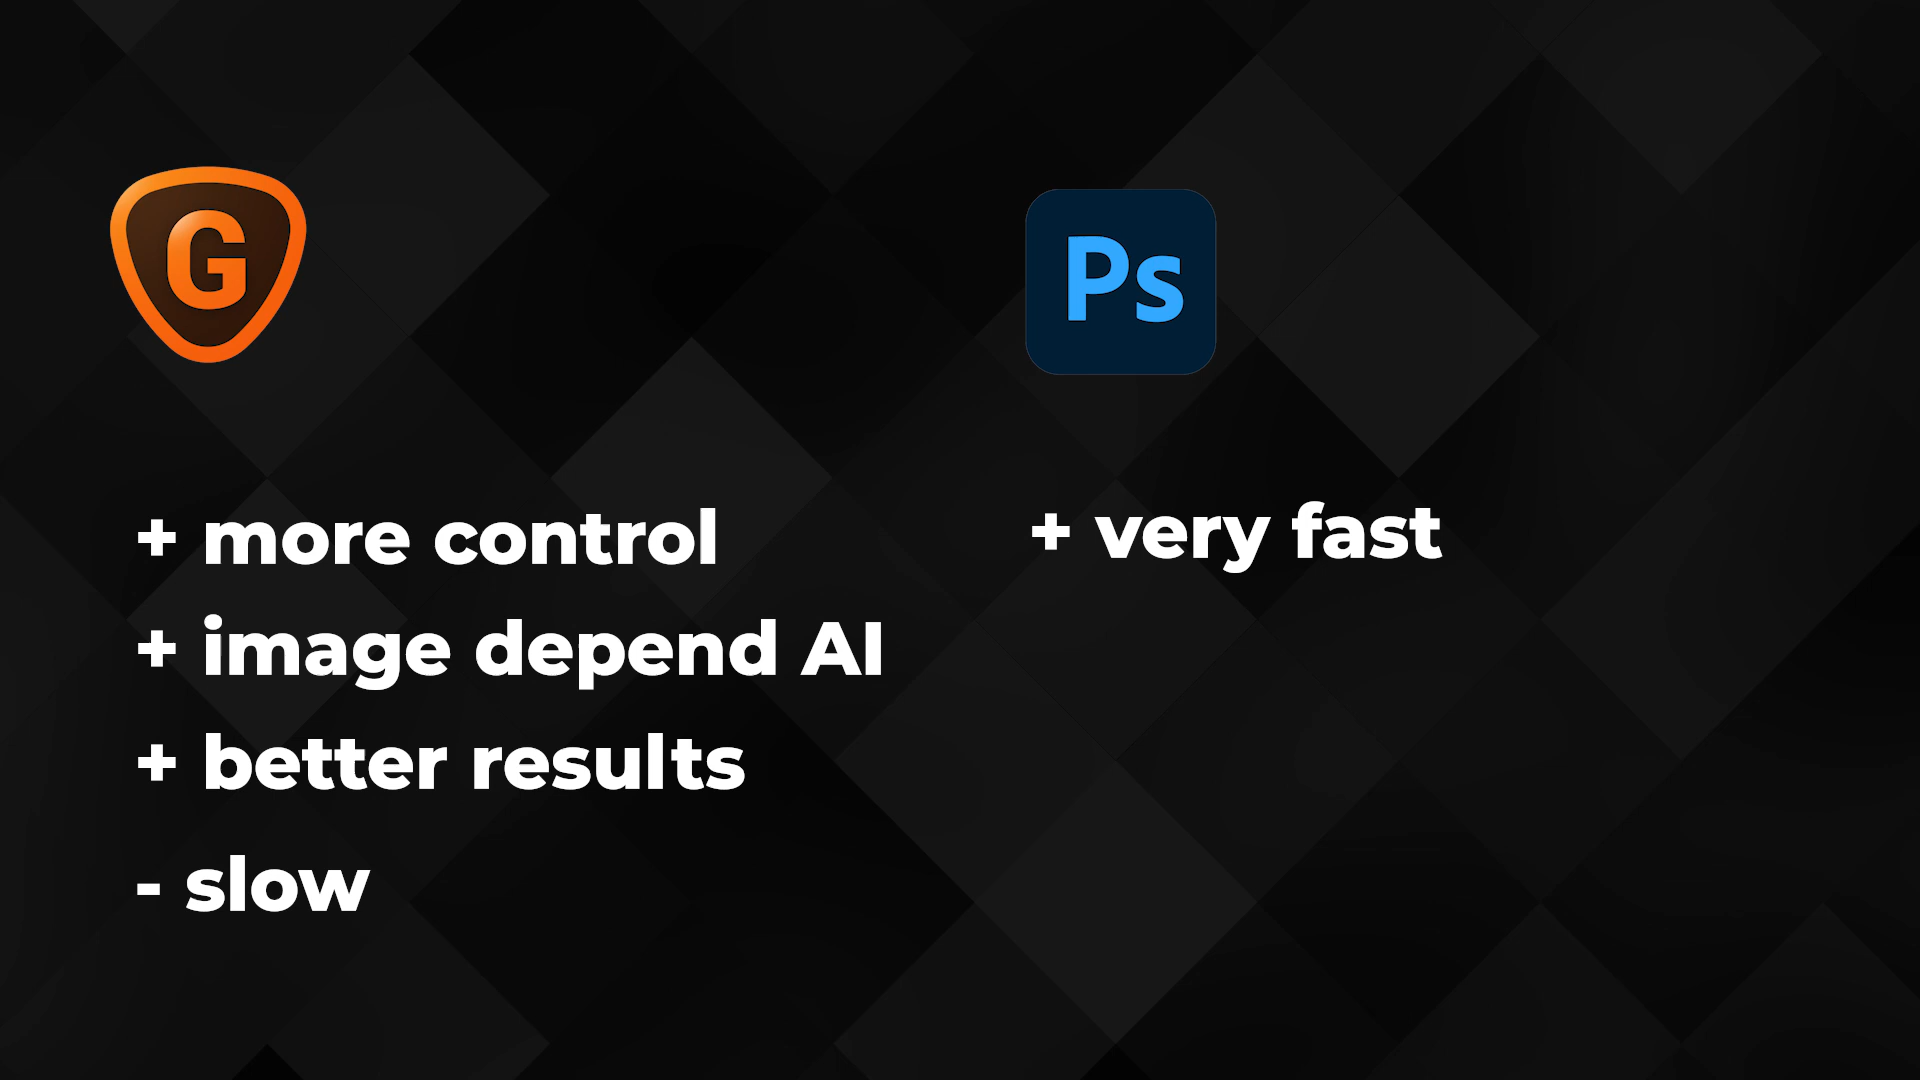 G
Ps
+ more control
+ image depend AI
+ better results
- slow
+ very fast